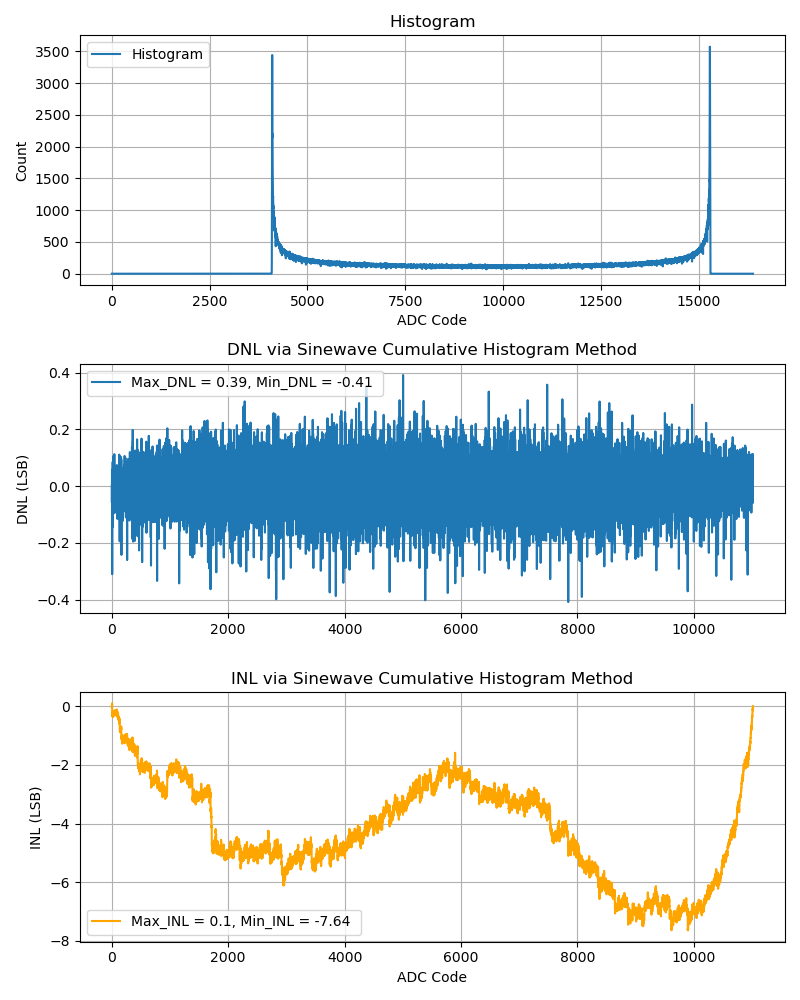 Histogram
Histogram
3500
3000
2500
2000
1500
1000
500
0
Count
0 2500 5000 7500 10000 12500 15000
ADC Code
DNL via Sinewave Cumulative Histogram Method
Max_DNL = 0.39, Min_DNL = -0.41
0.4
0.2
0.0
−0.2
−0.4
DNL (LSB)
0 2000 4000 6000 8000 10000
INL via Sinewave Cumulative Histogram Method
0
−2
−4
−6
−8
INL (LSB)
Max_INL = 0.1, Min_INL = -7.64
0 2000 4000 6000 8000 10000
ADC Code